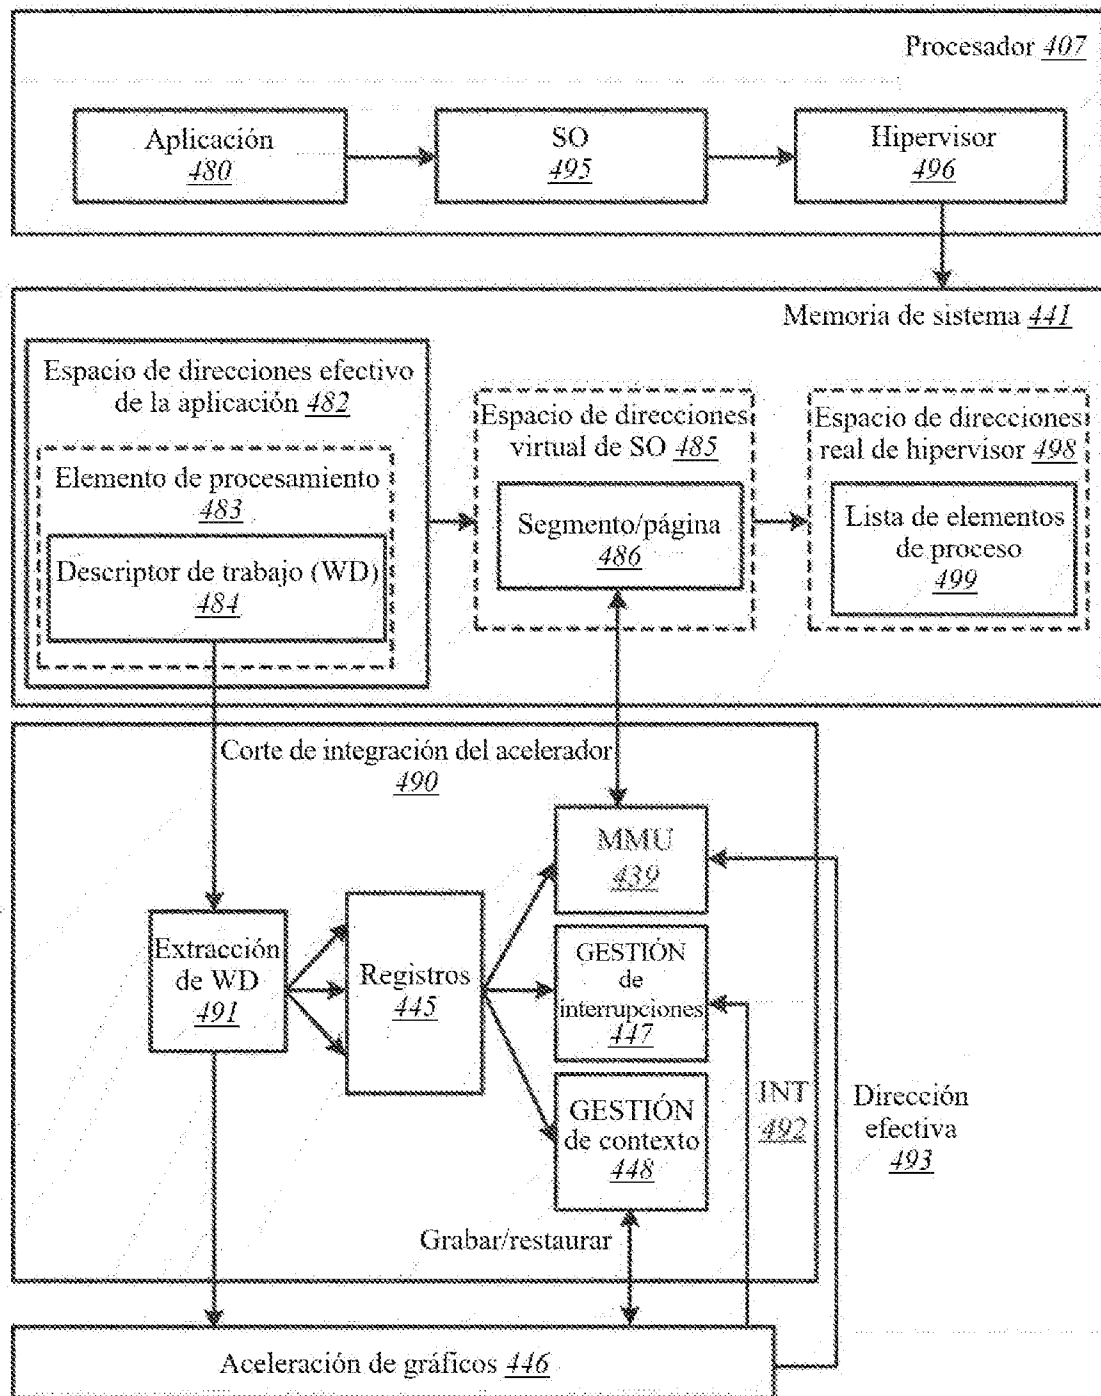 Procesador 407
Aplicación
480
SO
495
Hipervisor
496
Memoria de sistema 441
Espacio de direcciones efectivo
de la aplicación 482
Elemento de procesamiento
483
Descriptor de trabajo (WD)
484
Espacio de direcciones
virtual de SO 485
Segmento/página
486
Espacio de direcciones
real de hipervisor 498
Lista de elementos
de proceso
499
Corte de integración del acelerador
490
MMU
439
Extracción
de WD
491
Registros
445
GESTIÓN
de
interrupciones
447
GESTIÓN
de contexto
448
INT
492
Dirección
efectiva
493
Grabar/restaurar
Aceleración de gráficos 446